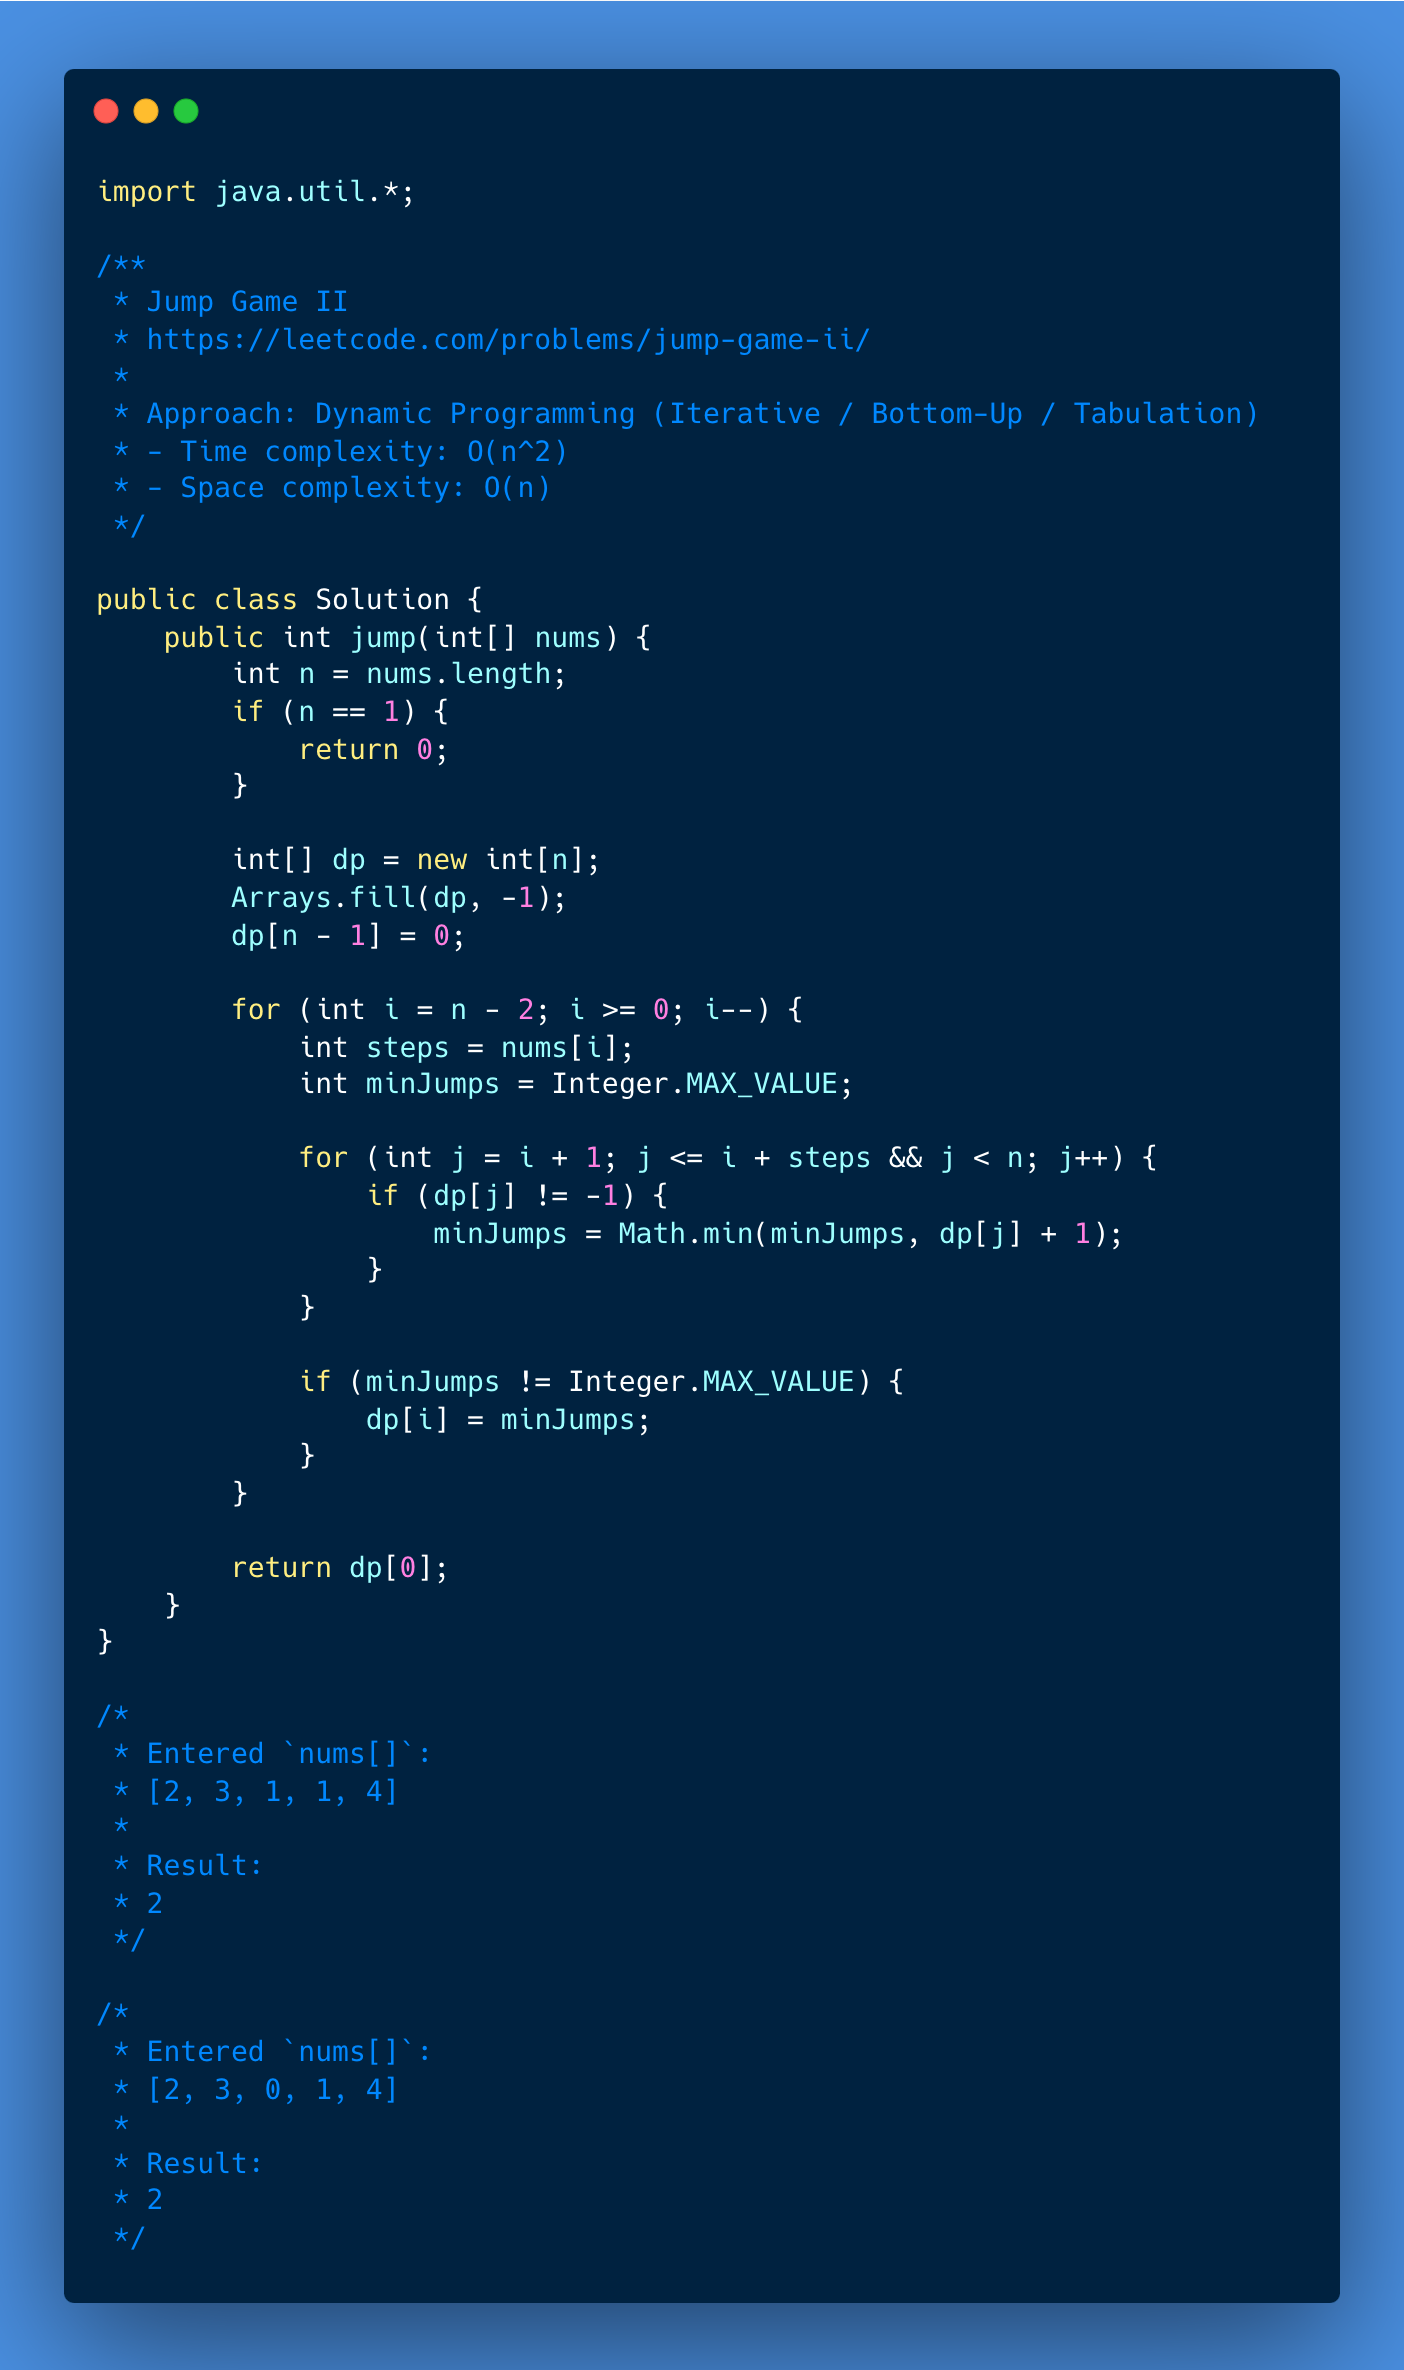 import java.util.*;

/**
 * Jump Game II
 * https://leetcode.com/problems/jump-game-ii/
 *
 * Approach: Dynamic Programming (Iterative / Bottom-Up / Tabulation)
 * - Time complexity: O(n^2)
 * - Space complexity: O(n)
 */

public class Solution {
    public int jump(int[] nums) {
        int n = nums.length;
        if (n == 1) {
            return 0;
        }

        int[] dp = new int[n];
        Arrays.fill(dp, -1);
        dp[n - 1] = 0;

        for (int i = n - 2; i >= 0; i--) {
            int steps = nums[i];
            int minJumps = Integer.MAX_VALUE;

            for (int j = i + 1; j <= i + steps && j < n; j++) {
                if (dp[j] != -1) {
                    minJumps = Math.min(minJumps, dp[j] + 1);
                }
            }

            if (minJumps != Integer.MAX_VALUE) {
                dp[i] = minJumps;
            }
        }

        return dp[0];
    }
}

/*
 * Entered `nums[]`:
 * [2, 3, 1, 1, 4]
 *
 * Result:
 * 2
 */

/*
 * Entered `nums[]`:
 * [2, 3, 0, 1, 4]
 *
 * Result:
 * 2
 */